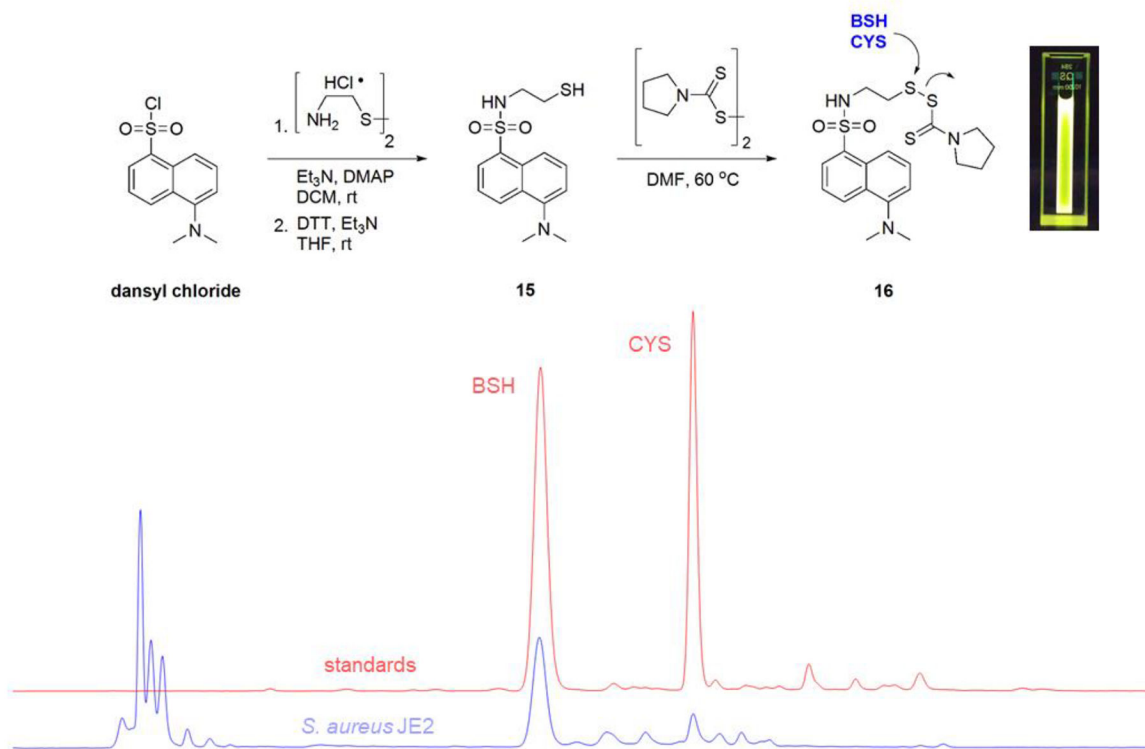 BSH
CYS
HCl •
NH2
S
2
1.
Et3N, DMAP
DCM, rt
2. DTT, Et3N
THF, rt
Cl
O S O
N
HN SH
O S O
N
S
N
S
2
DMF, 60 °C
S
HN S
O S O
S N
N
dansyl chloride
15
16
CYS
BSH
standards
S. aureus JE2